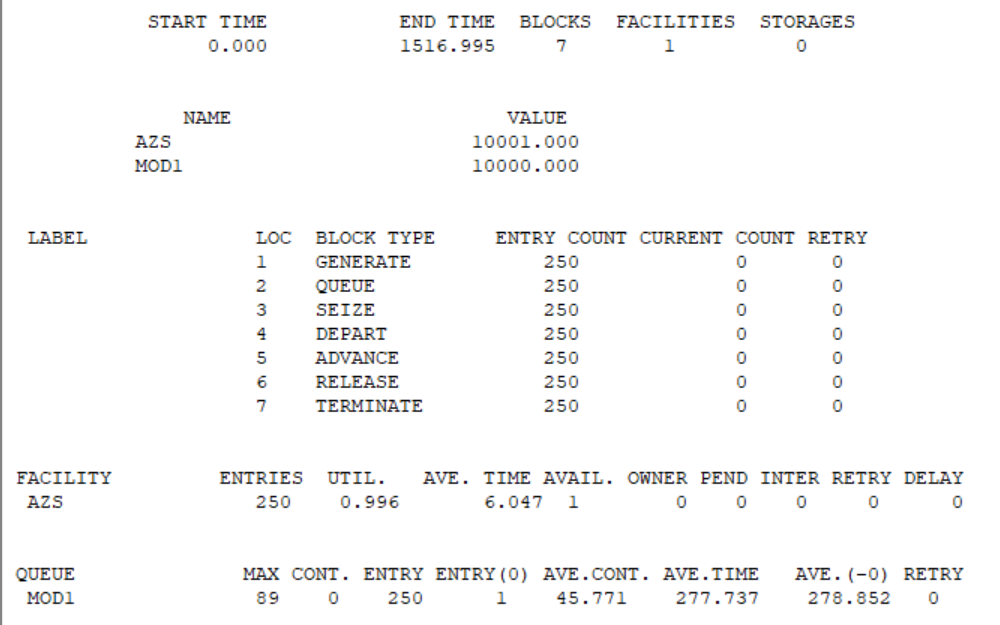 START TIME END TIME BLOCKS FACILITIES STORAGES
0.000 1516.995 7 1 0
NAME VALUE
AZS 10001.000
MOD1 10000.000
LABEL LOC BLOCK TYPE ENTRY COUNT CURRENT COUNT RETRY
1 GENERATE 250 0 0
2 QUEUE 250 0 0
3 SEIZE 250 0 0
4 DEPART 250 0 0
5 ADVANCE 250 0 0
6 RELEASE 250 0 0
7 TERMINATE 250 0 0
FACILITY ENTRIES UTIL. AVE. TIME AVAIL. OWNER PEND INTER RETRY DELAY
AZS 250 0.996 6.047 1 0 0 0 0 0
QUEUE MAX CONT. ENTRY ENTRY(0) AVE.CONT. AVE.TIME AVE.(-0) RETRY
MOD1 89 0 250 1 45.771 277.737 278.852 0